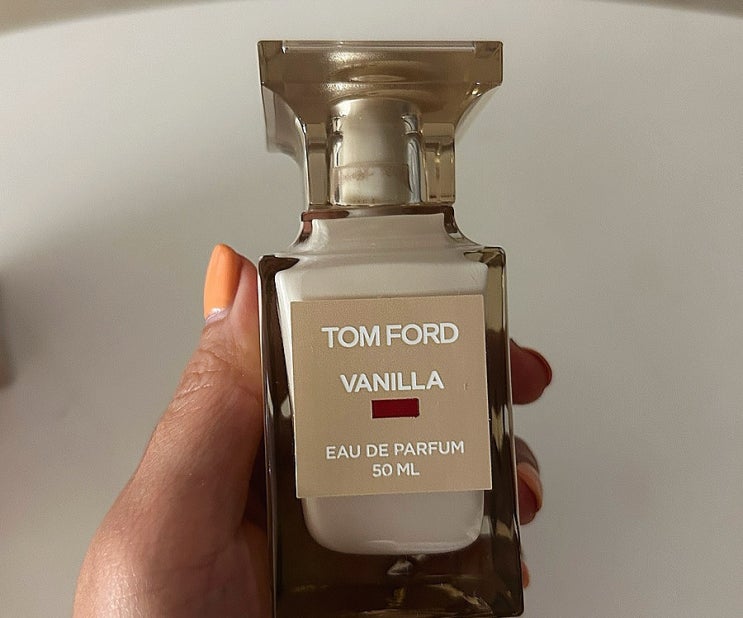 TOM FORD
VANILLA
EAU DE PARFUM
50 ML